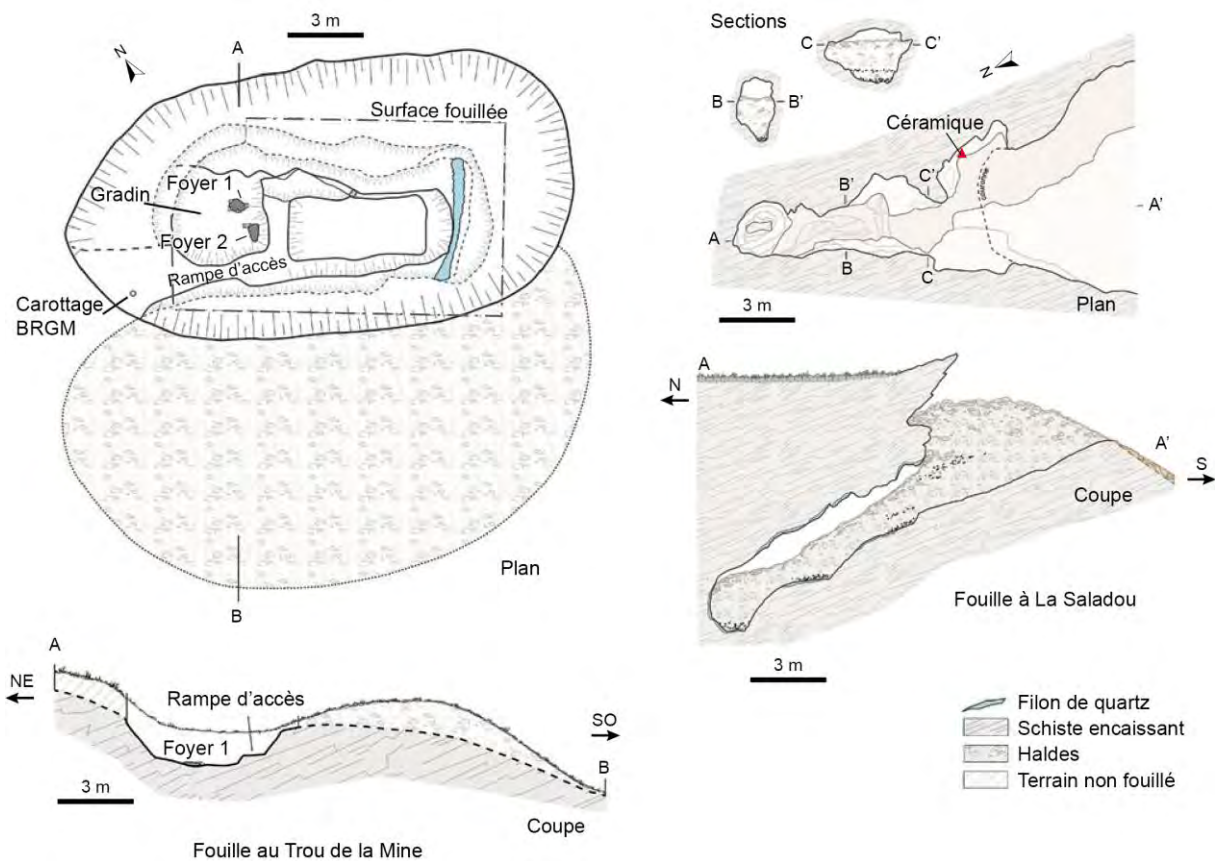 3 m
A
N
Surface fouillée
Foyer 1
Gradin
Foyer 2
Rampe d'accès
Carottage
BRGM
Plan
B
A
NE
Rampe d'accès
SO
Foyer 1
B
3 m
Coupe
Fouille au Trou de la Mine
Sections
C
C'
N
B
B'
Céramique
B'
C'
A
A'
B
C
Plan
3 m
A
N
A'
S
Coupe
Fouille à La Saladou
3 m
Filon de quartz
Schiste encaissant
Haldes
Terrain non fouillé